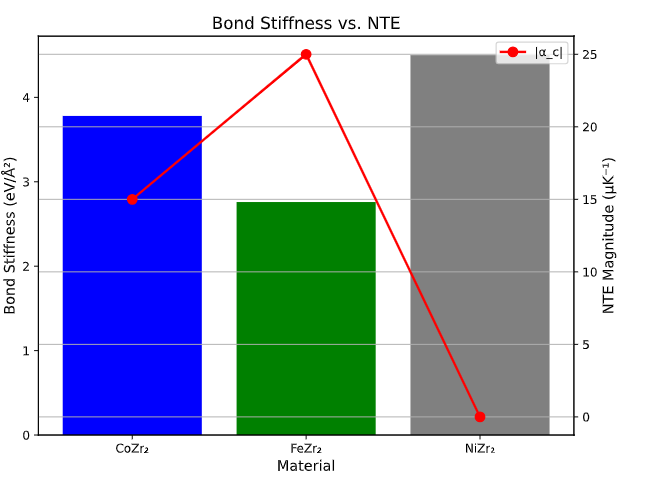 Bond Stiffness vs. NTE
|α_c|
Bond Stiffness (eV/Å²)
4
3
2
1
0
25
20
15
10
5
0
NTE Magnitude (μK⁻¹)
CoZr₂
FeZr₂
NiZr₂
Material